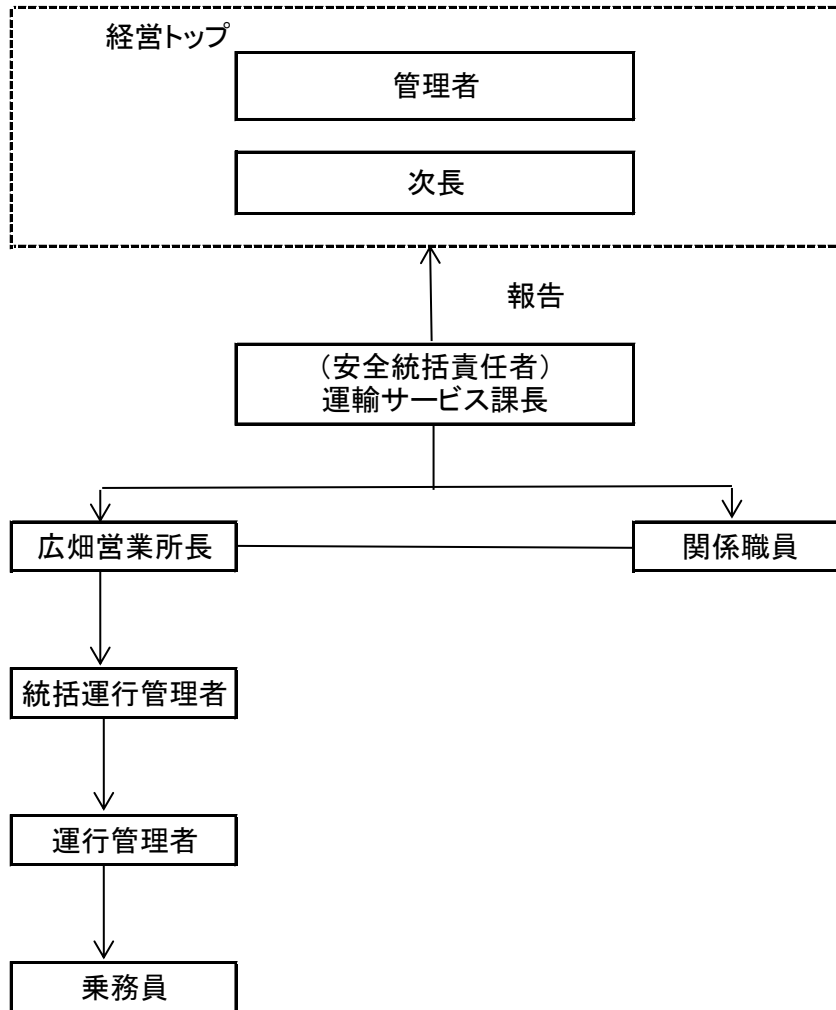 経営トップ
管理者
次長
報告
（安全統括責任者）
運輸サービス課長
広畑営業所長
関係職員
統括運行管理者
運行管理者
乗務員